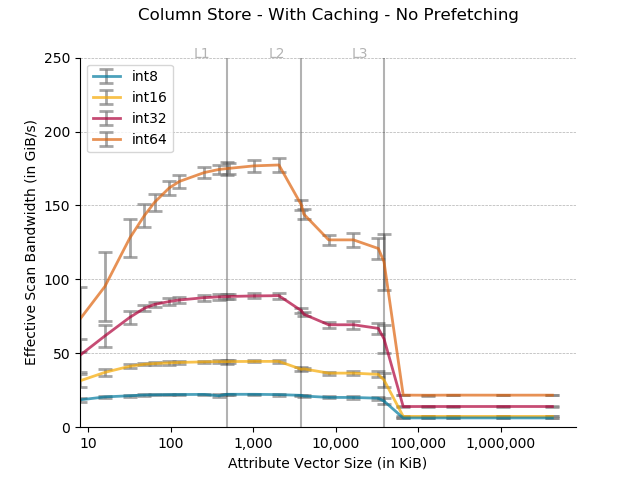 Column Store - With Caching - No Prefetching
L1 L2 L3
250
200
150
100
50
0
Effective Scan Bandwidth (in GiB/s)
int8
int16
int32
int64
10 100 1,000 10,000 100,000 1,000,000
Attribute Vector Size (in KiB)